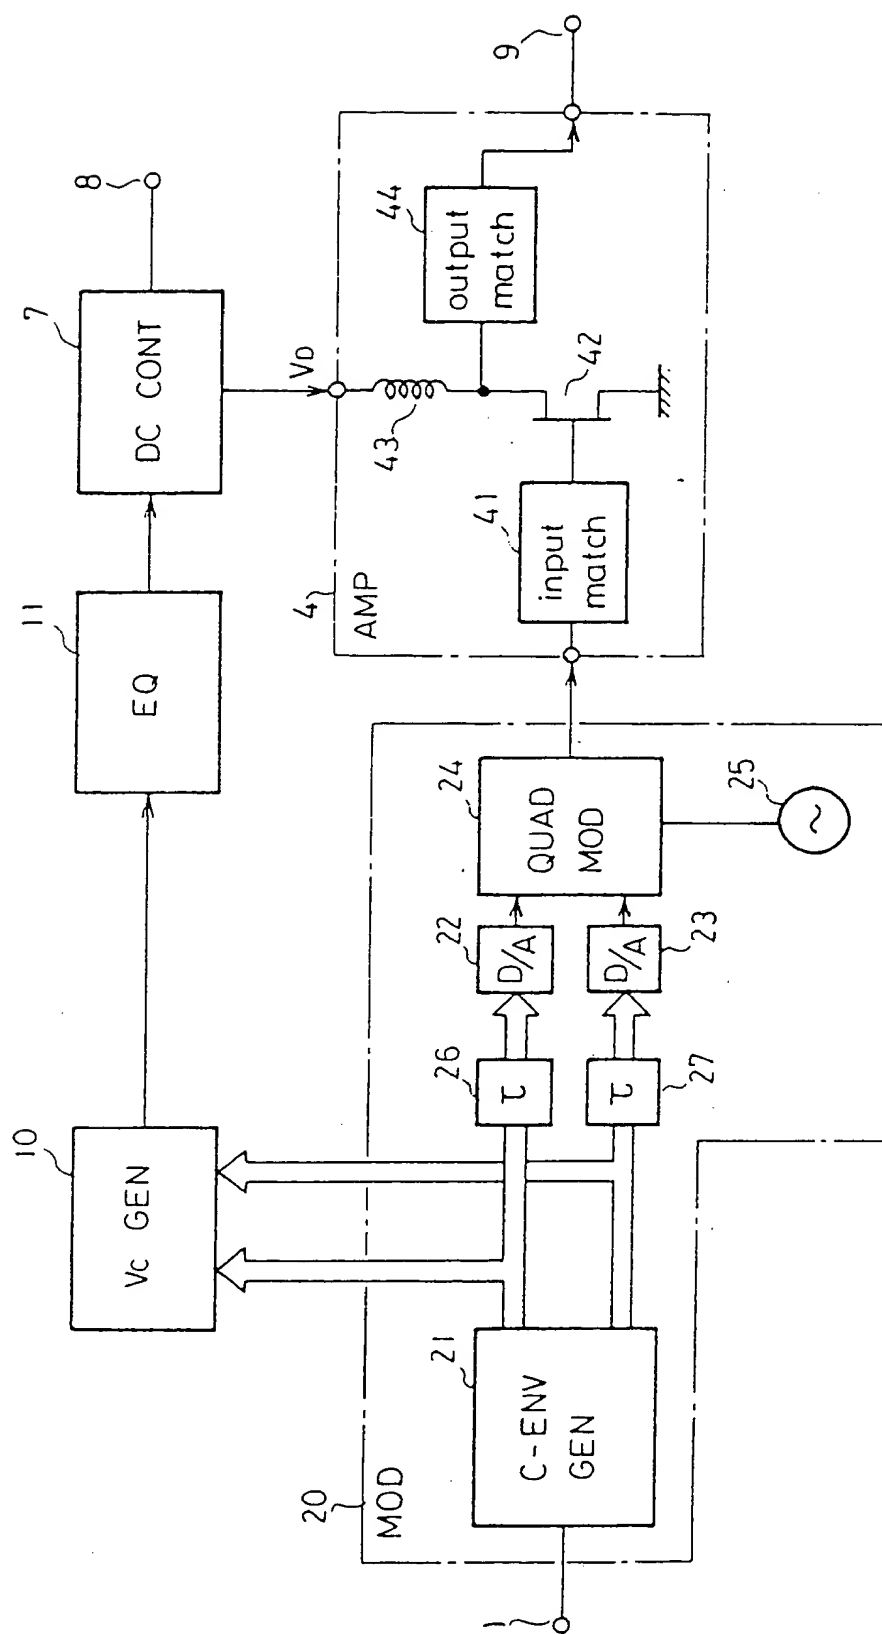 10
Vc GEN
11
EQ
7
DC CONT
8
VD
20
MOD
1
21
C-ENV
GEN
26
τ
27
τ
22
D/A
23
D/A
24
QUAD
MOD
25
~
4
AMP
41
input
match
42
43
44
output
match
9